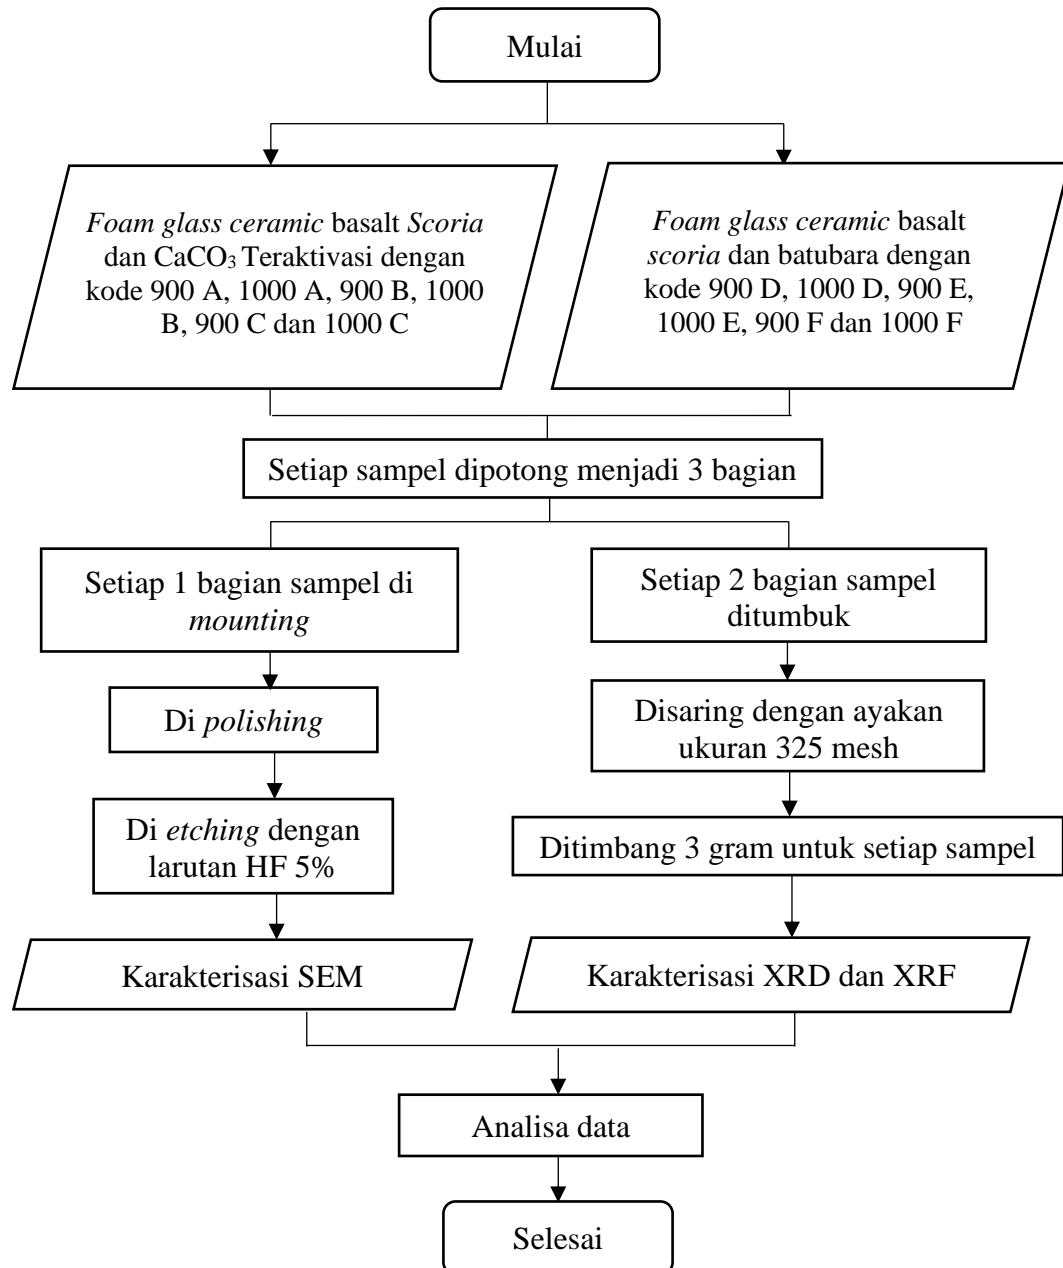 Mulai
Foam glass ceramic basalt Scoria
dan CaCO₃ Teraktivasi dengan
kode 900 A, 1000 A, 900 B, 1000
B, 900 C dan 1000 C
Foam glass ceramic basalt
scoria dan batubara dengan
kode 900 D, 1000 D, 900 E,
1000 E, 900 F dan 1000 F
Setiap sampel dipotong menjadi 3 bagian
Setiap 1 bagian sampel di
mounting
Setiap 2 bagian sampel
ditumbuk
Di polishing
Disaring dengan ayakan
ukuran 325 mesh
Di etching dengan
larutan HF 5%
Ditimbang 3 gram untuk setiap sampel
Karakterisasi SEM
Karakterisasi XRD dan XRF
Analisa data
Selesai